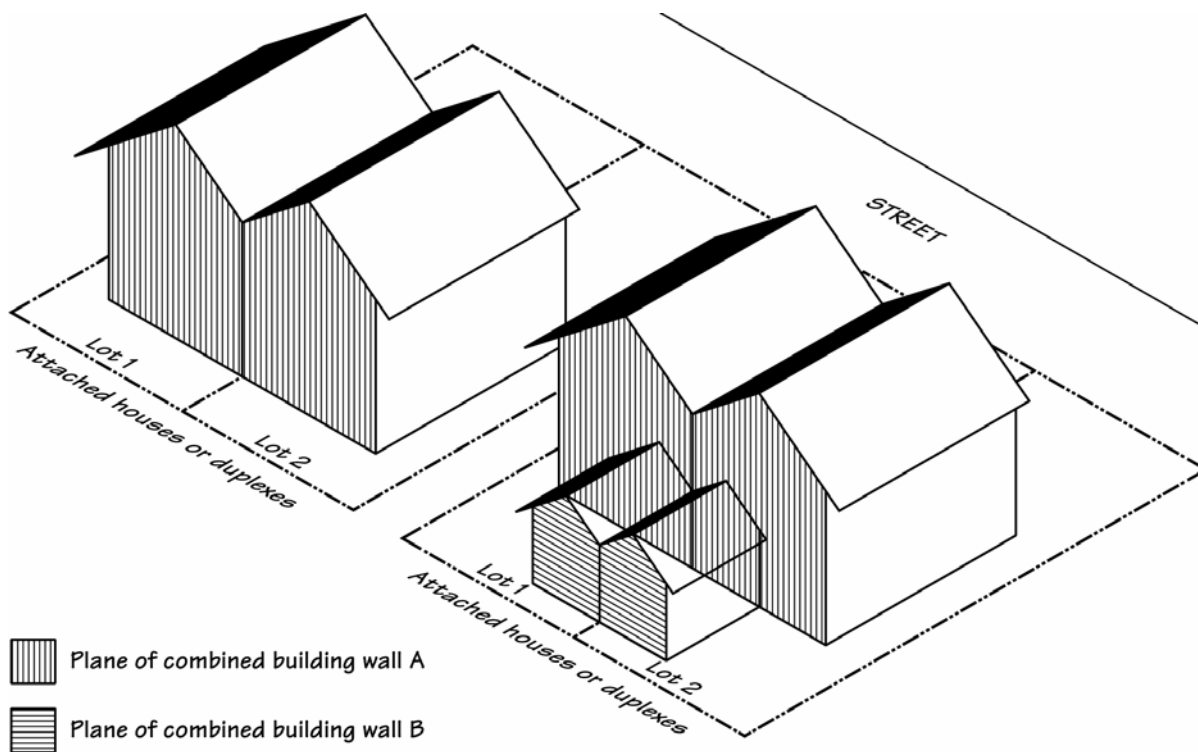 STREET
Lot 1
Lot 2
Attached houses or duplexes
Lot 1
Lot 2
Attached houses or duplexes
Plane of combined building wall A
Plane of combined building wall B